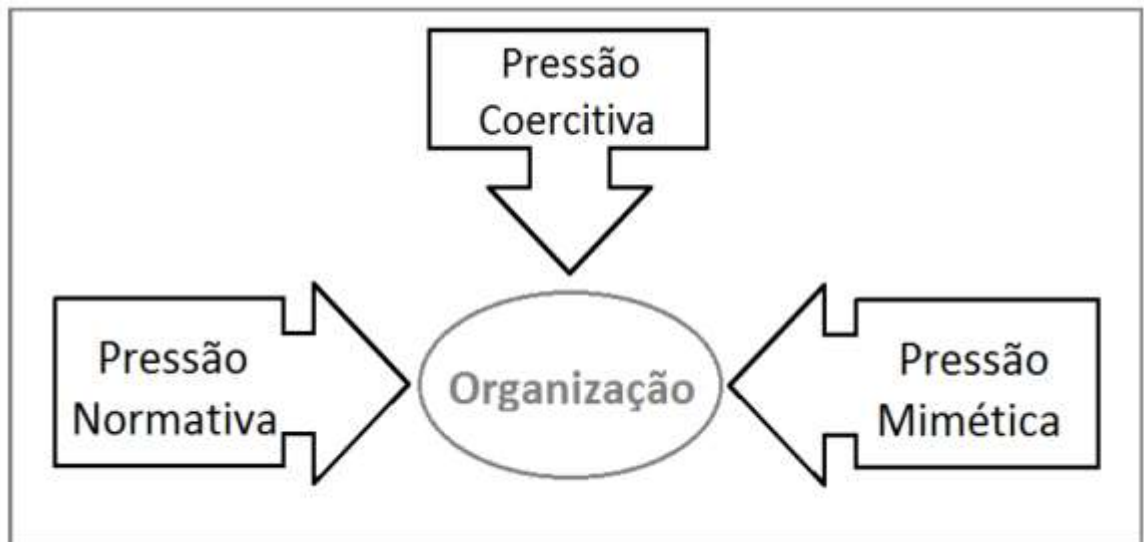 Pressão
Coercitiva
Pressão
Normativa
Organização
Pressão
Mimética